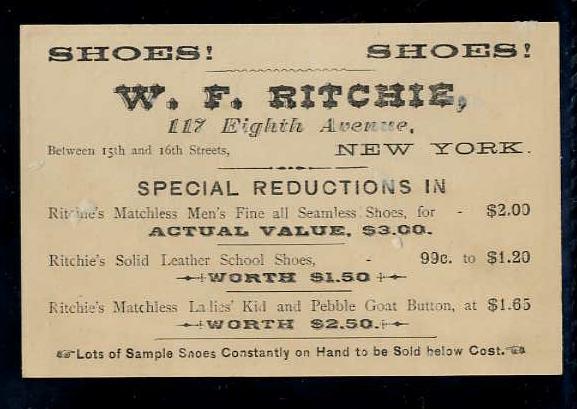 SHOES! SHOES!
W. F. RITCHIE,
117 Eighth Avenue,
Between 15th and 16th Streets, NEW YORK.
SPECIAL REDUCTIONS IN
Ritchie's Matchless Men's Fine all Seamless Shoes, for - $2.00
ACTUAL VALUE, $3.00.
Ritchie's Solid Leather School Shoes, - 99c. to $1.20
WORTH $1.50
Ritchie's Matchless Ladies' Kid and Pebble Goat Button, at $1.65
WORTH $2.50.
☞Lots of Sample Shoes Constantly on Hand to be Sold below Cost.☜